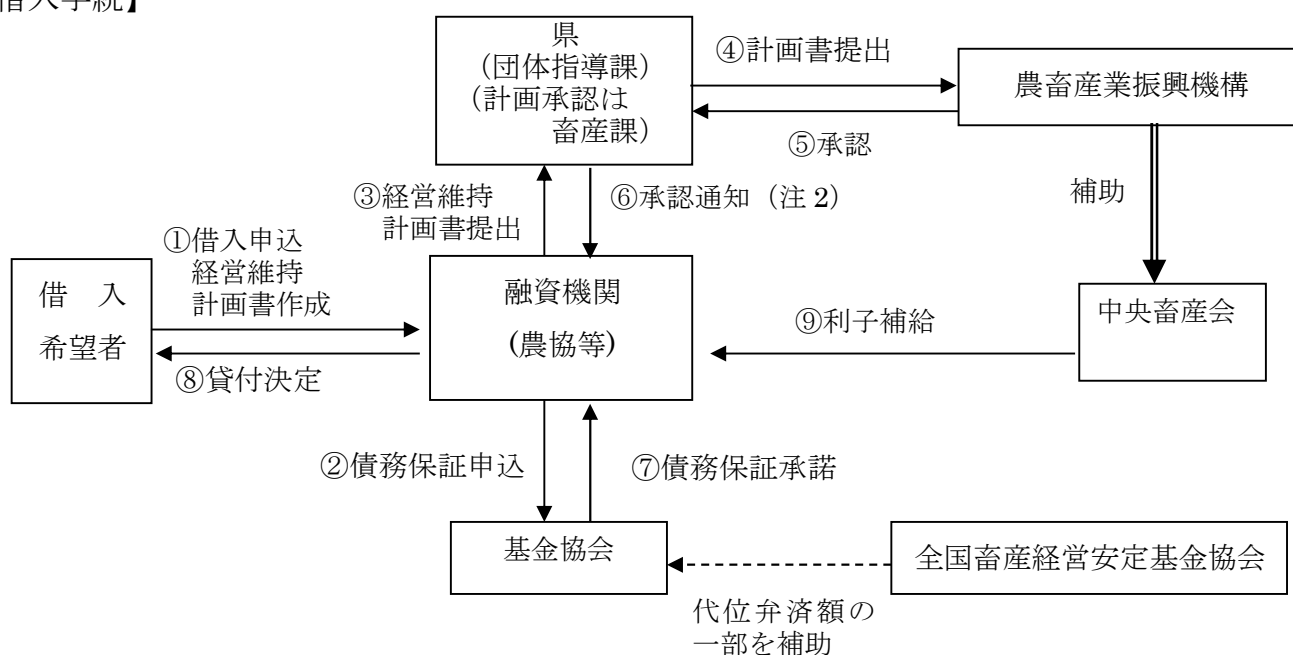 借入手続】
県
（団体指導課）
（計画承認は
畜産課）
④計画書提出
農畜産業振興機構
⑤承認
③経営維持
計画書提出
⑥承認通知（注２）
補助
①借入申込
経営維持
計画書作成
借　入
希望者
融資機関
(農協等)
⑨利子補給
中央畜産会
⑧貸付決定
②債務保証申込
⑦債務保証承諾
基金協会
全国畜産経営安定基金協会
代位弁済額の
一部を補助